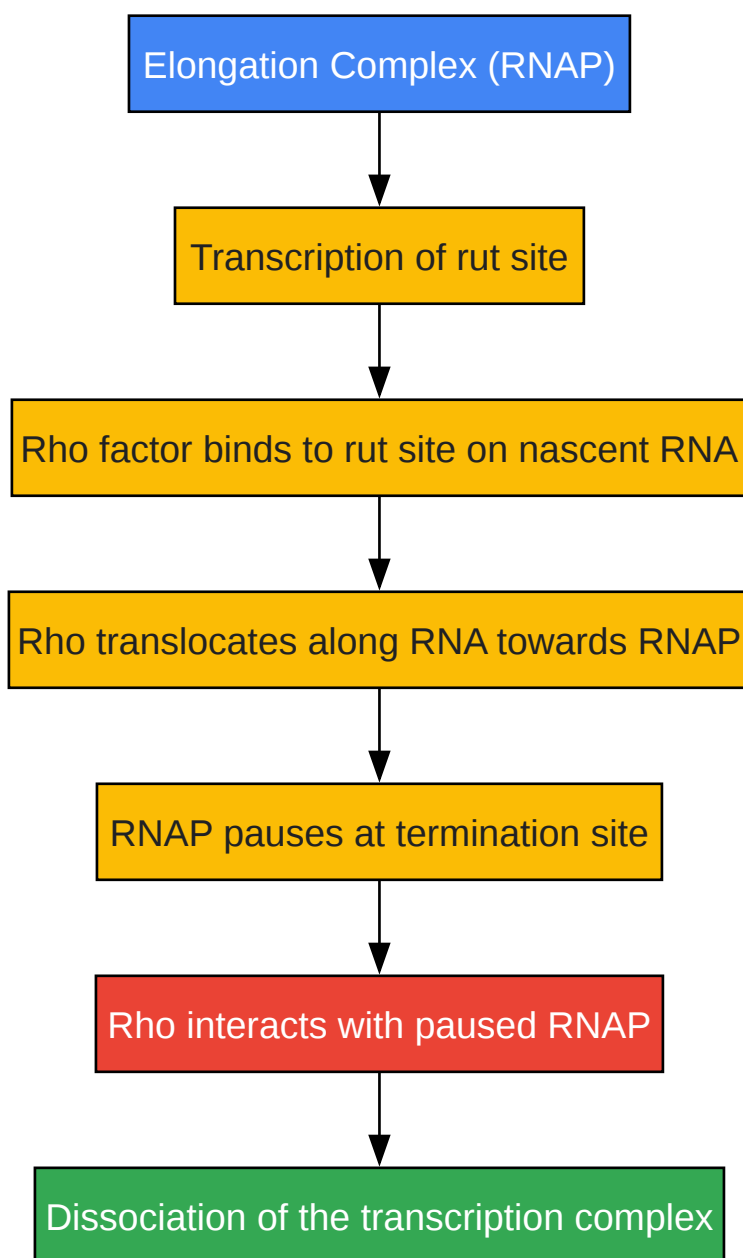 Elongation Complex (RNAP)
Transcription of rut site
Rho factor binds to rut site on nascent RNA
Rho translocates along RNA towards RNAP
RNAP pauses at termination site
Rho interacts with paused RNAP
Dissociation of the transcription complex